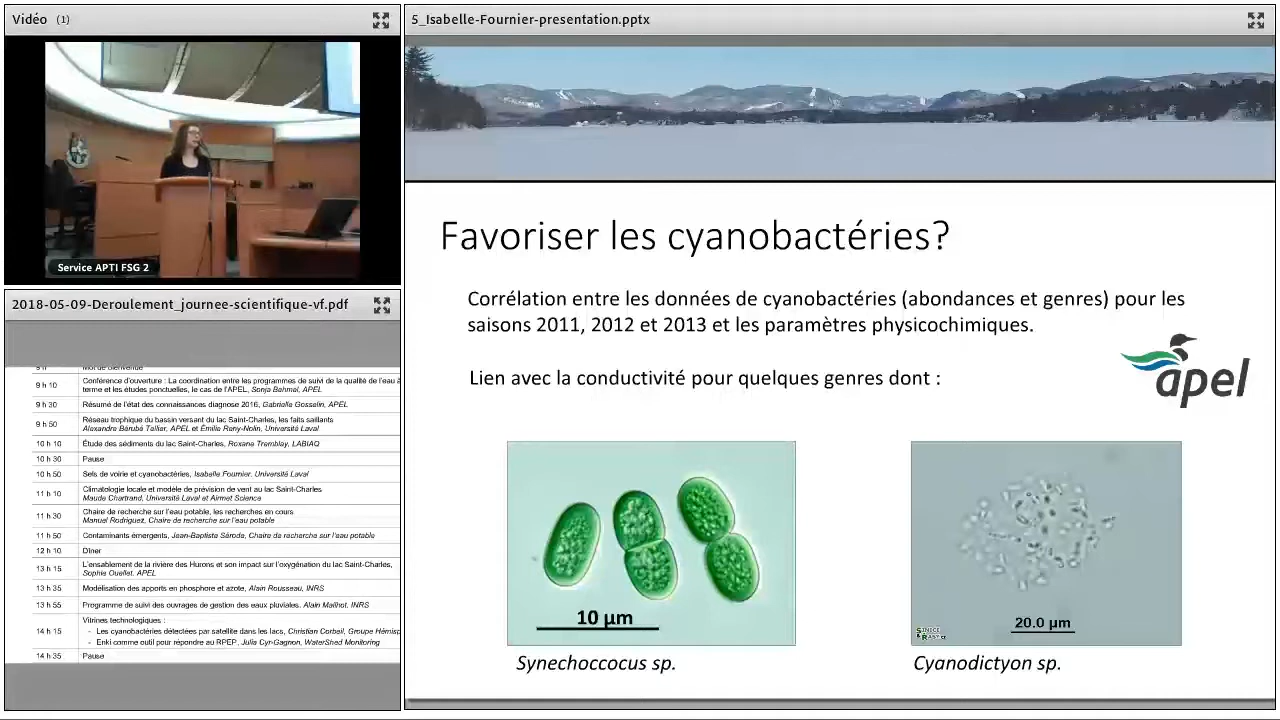 Vidéo (1)
Service APTI FSG 2
2018-05-09-Deroulement_journee-scientifique-vf.pdf
9 h 10 Conférence d'ouverture : La coordination entre les programmes de suivi de la qualité de l'eau à
terme et les études ponctuelles, le cas de l'APEL, Sonja Behmel, APEL
9 h 30 Résumé de l'état des connaissances diagnose 2016, Gabrielle Gosselin, APEL
9 h 50 Réseau trophique du bassin versant du lac Saint-Charles, les faits saillants
Alexandre Bérubé Tellier, APEL et Émilie Reny-Nolin, Université Laval
10 h 10 Étude des sédiments du lac Saint-Charles, Roxane Tremblay, LABIAQ
10 h 30 Pause
10 h 50 Sels de voirie et cyanobactéries, Isabelle Fournier, Université Laval
11 h 10 Climatologie locale et modèle de prévision de vent au lac Saint-Charles
Maude Chartrand, Université Laval et Airmet Science
11 h 30 Chaire de recherche sur l'eau potable, les recherches en cours
Manuel Rodriguez, Chaire de recherche sur l'eau potable
11 h 50 Contaminants émergents, Jean-Baptiste Sérode, Chaire de recherche sur l'eau potable
12 h 10 Dîner
13 h 15 L'ensablement de la rivière des Hurons et son impact sur l'oxygénation du lac Saint-Charles,
Sophie Ouellet, APEL
13 h 35 Modélisation des apports en phosphore et azote, Alain Rousseau, INRS
13 h 55 Programme de suivi des ouvrages de gestion des eaux pluviales. Alain Mailhot, INRS
14 h 15 Vitrines technologiques :
- Les cyanobactéries détectées par satellite dans les lacs, Christian Corbeil, Groupe Hémisp
- Enki comme outil pour répondre au RPEP, Julia Cyr-Gagnon, WaterShed Monitoring
14 h 35 Pause
5_Isabelle-Fournier-presentation.pptx
Favoriser les cyanobactéries?
Corrélation entre les données de cyanobactéries (abondances et genres) pour les
saisons 2011, 2012 et 2013 et les paramètres physicochimiques.
apel
Lien avec la conductivité pour quelques genres dont :
10 µm
20.0 µm
Synechoccocus sp.
Cyanodictyon sp.